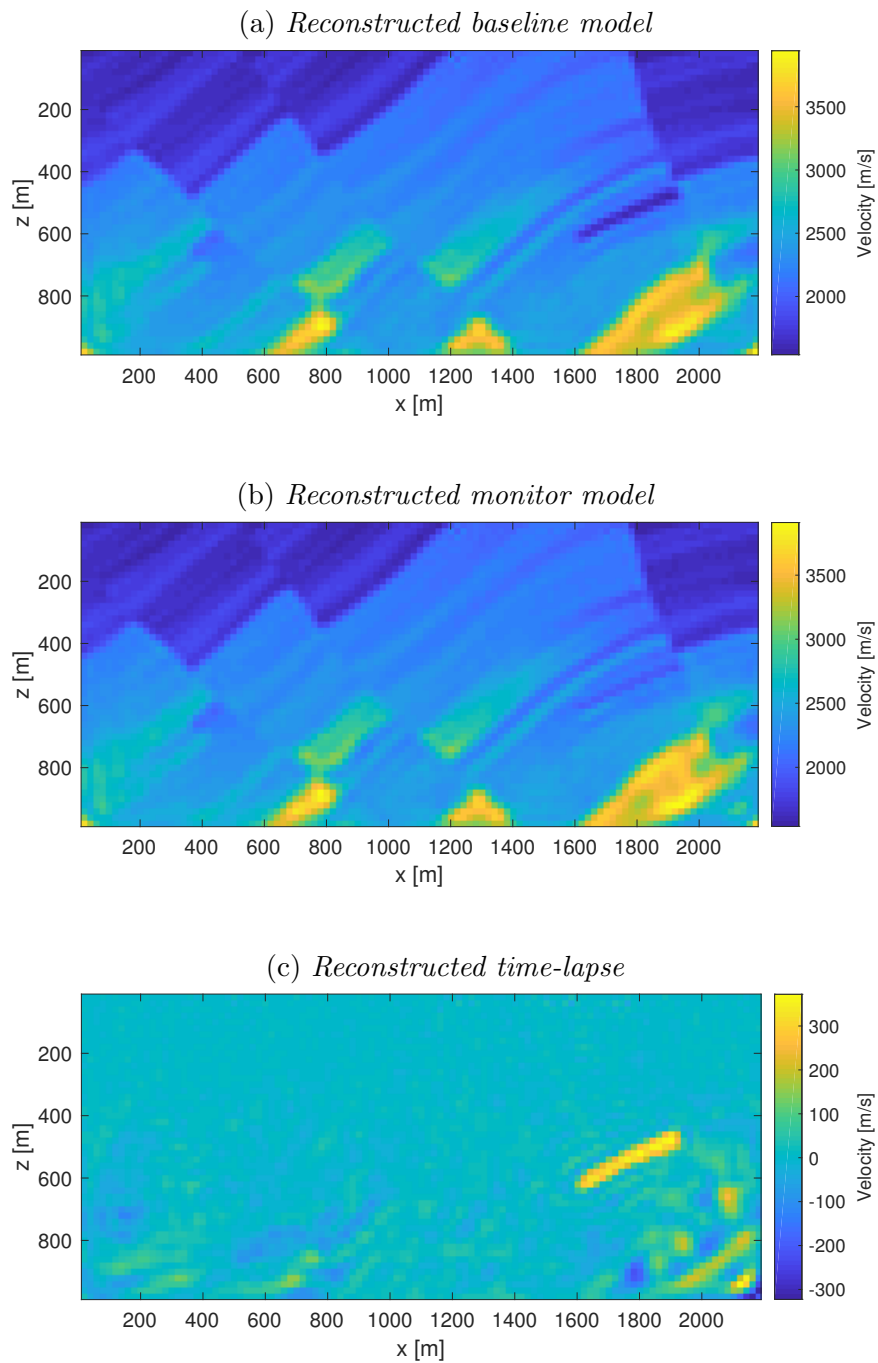 (a) Reconstructed baseline model
200
400
600
800
z [m]
200 400 600 800 1000 1200 1400 1600 1800 2000
x [m]
3500
3000
2500
2000
Velocity [m/s]
(b) Reconstructed monitor model
200
400
600
800
z [m]
200 400 600 800 1000 1200 1400 1600 1800 2000
x [m]
3500
3000
2500
2000
Velocity [m/s]
(c) Reconstructed time-lapse
200
400
600
800
z [m]
200 400 600 800 1000 1200 1400 1600 1800 2000
x [m]
300
200
100
0
-100
-200
-300
Velocity [m/s]